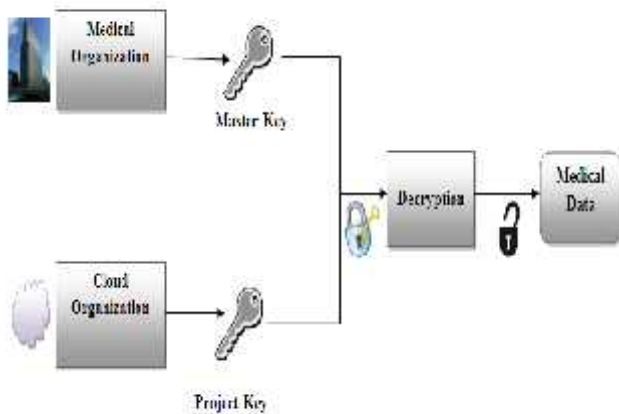 Medical
Organization
Master Key
Decryption
Medical
Data
Cloud
Organization
Project Key